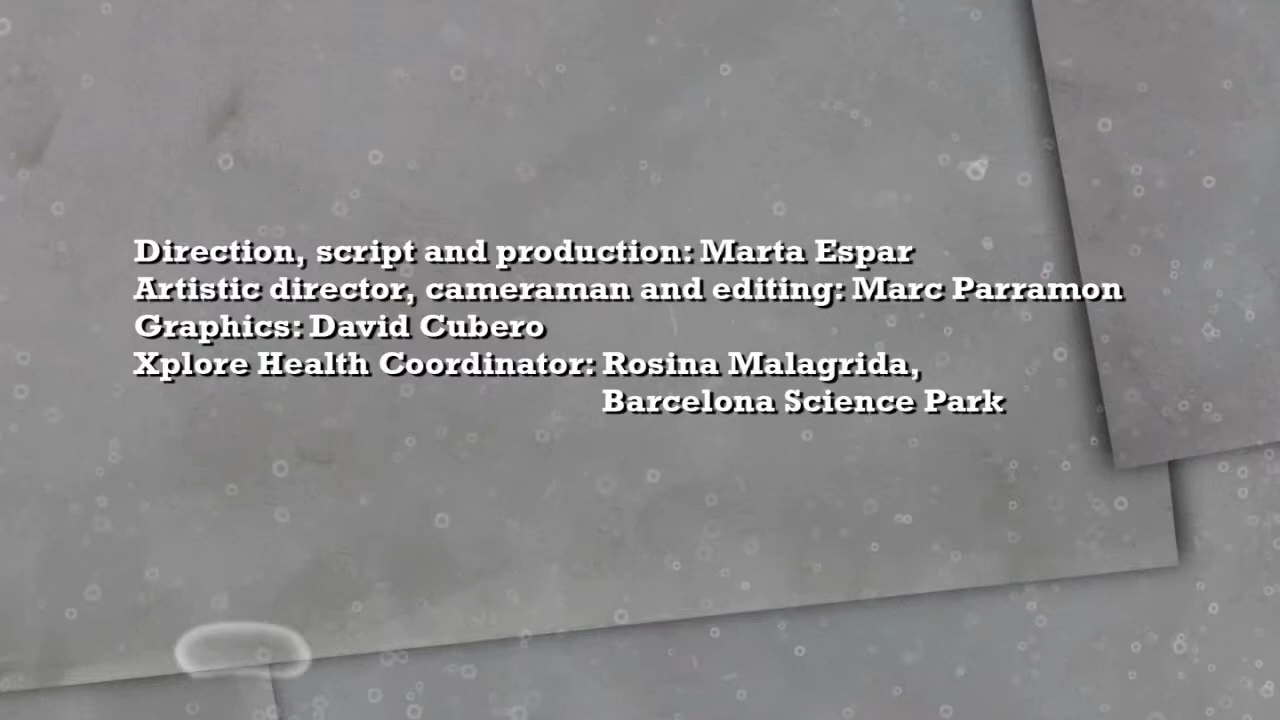 Direction, script and production: Marta Espar
Artistic director, cameraman and editing: Marc Parramon
Graphics: David Cubero
Xplore Health Coordinator: Rosina Malagrida,
Barcelona Science Park